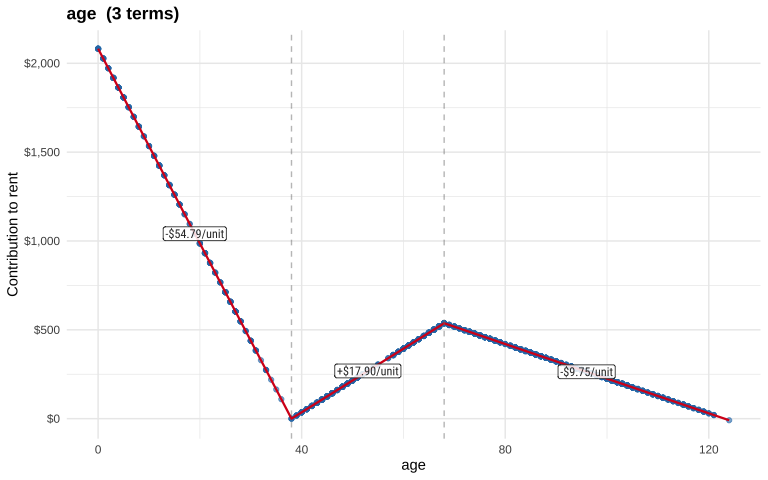 age  (3 terms)
Contribution to rent
$2,000
$1,500
$1,000
$500
$0
-$54.79/unit
+$17.90/unit
-$9.75/unit
0
40
80
120
age